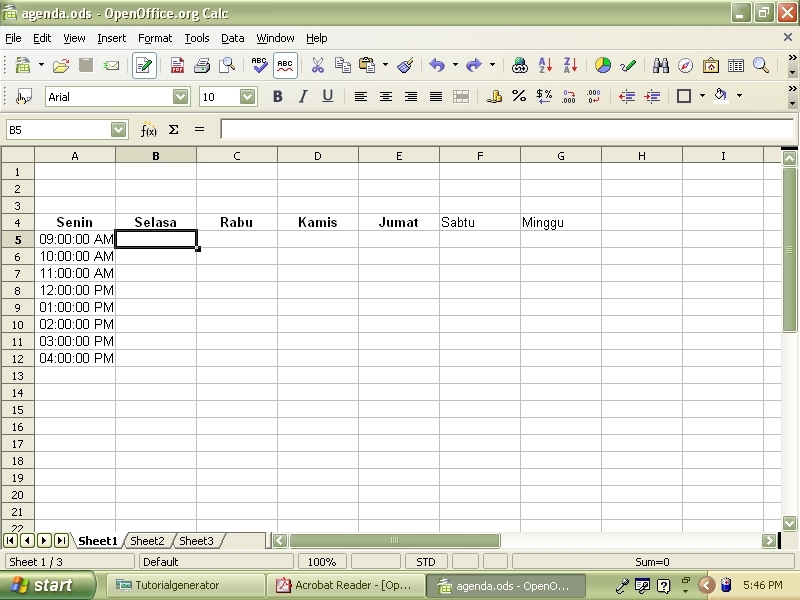 agenda.ods - OpenOffice.org Calc
File Edit View Insert Format Tools Data Window Help
Arial 10 B I U
B5 f(x) Σ =
A B C D E F G H I
1
2
3
4 Senin Selasa Rabu Kamis Jumat Sabtu Minggu
5 09:00:00 AM
6 10:00:00 AM
7 11:00:00 AM
8 12:00:00 PM
9 01:00:00 PM
10 02:00:00 PM
11 03:00:00 PM
12 04:00:00 PM
13
14
15
16
17
18
19
20
21
22
Sheet1 Sheet2 Sheet3
Sheet 1 / 3 Default 100% STD Sum=0
start Tutorialgenerator Acrobat Reader - [Op... agenda.ods - OpenO... 5:46 PM